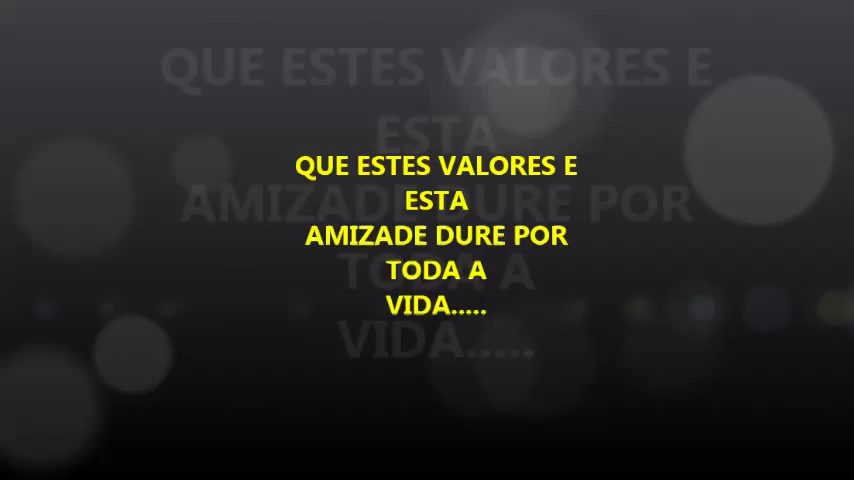 QUE ESTES VALORES E
ESTA
AMIZADE DURE POR
TODA A
VIDA.....